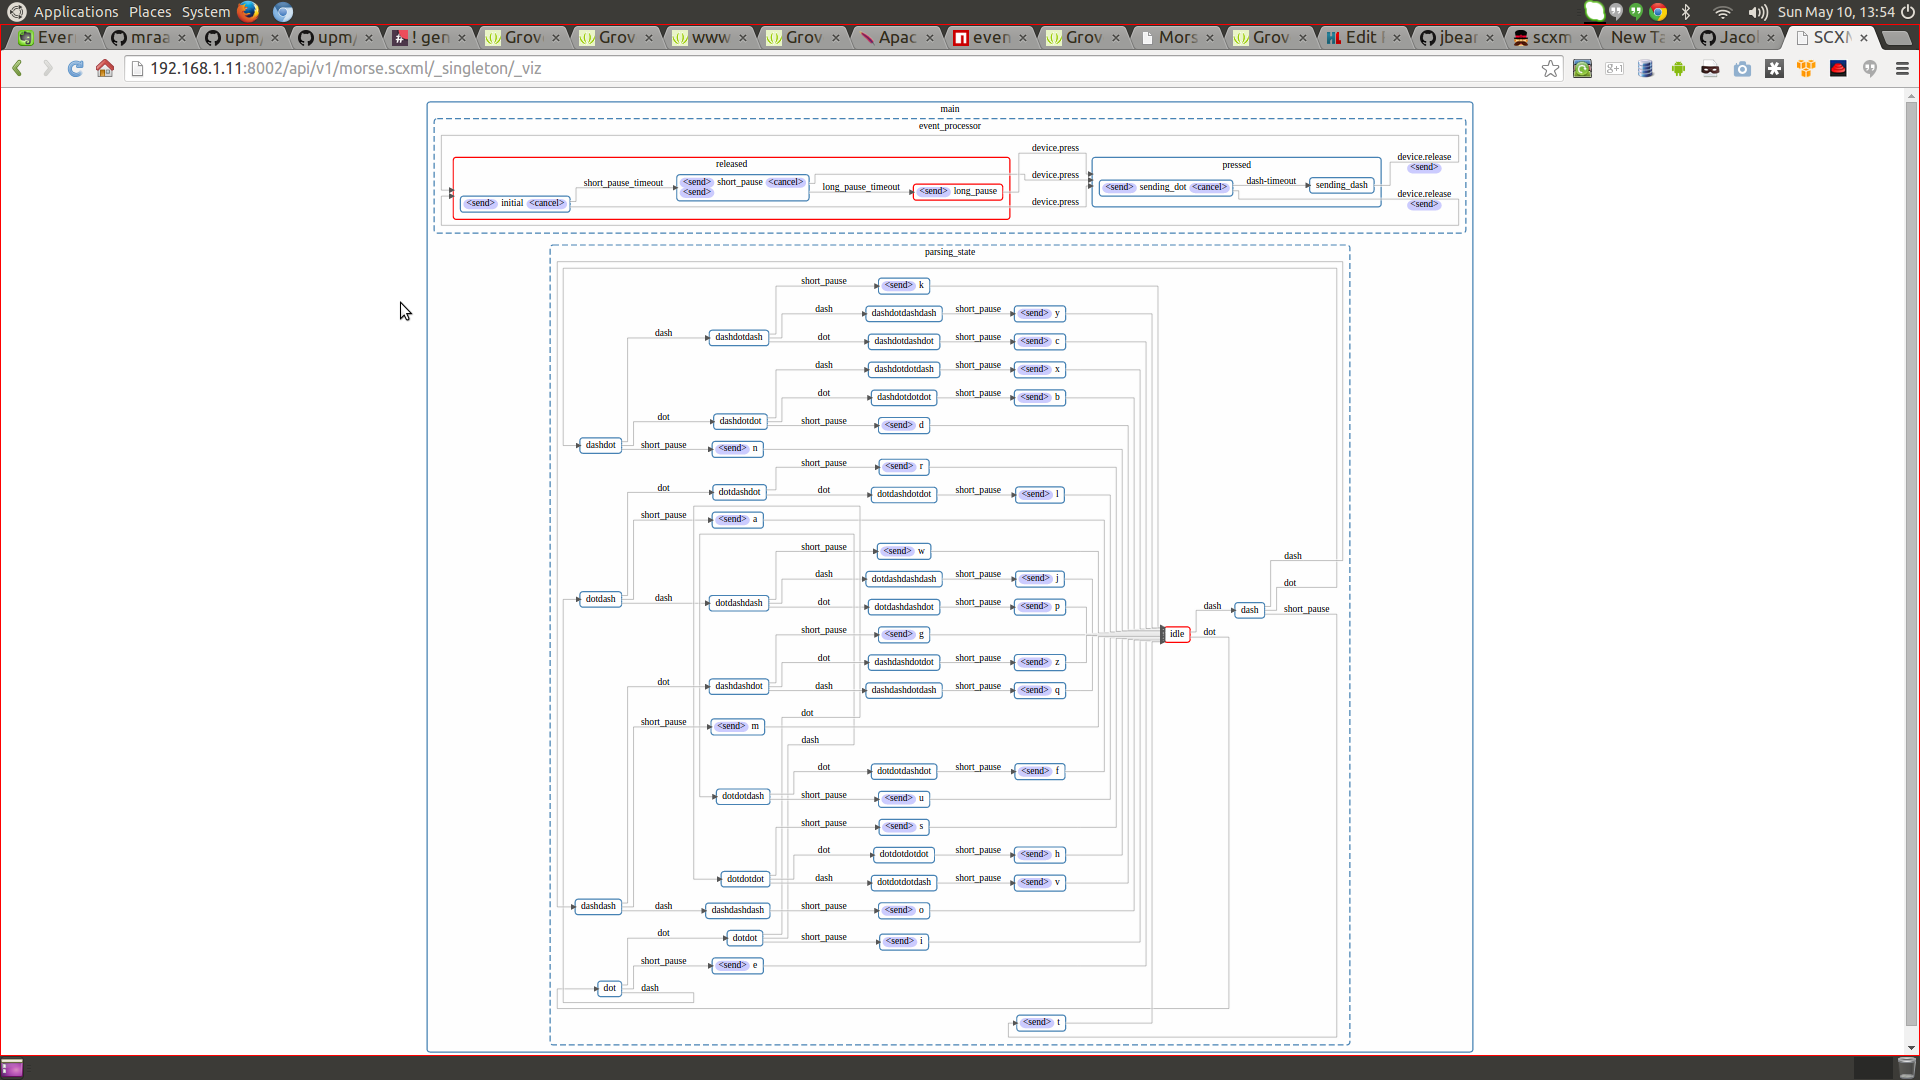 Applications Places System Sun May 10, 13:54
Ever mraa upm, upm, ! gen Grov Grov www Grov Apac even Grov Mors Grov Edit jbear scxm New Ta Jaco SCXM
192.168.1.11:8002/api/v1/morse.scxml/_singleton/_viz
main
event_processor
released
<send> initial <cancel>
short_pause_timeout
<send> short_pause <cancel>
<send>
long_pause_timeout
<send> long_pause
device.press
device.press
device.press
pressed
<send> sending_dot <cancel>
dash-timeout
sending_dash
device.release
<send>
device.release
<send>
parsing_state
short_pause <send> k
dash dashdotdashdash short_pause <send> y
dash dashdotdash
dot dashdotdashdot short_pause <send> c
dash dashdotdotdash short_pause <send> x
dot dashdotdotdot short_pause <send> b
dot dashdotdot short_pause <send> d
dashdot short_pause <send> n
short_pause <send> r
dot dotdashdot dot dotdashdotdot short_pause <send> l
short_pause <send> a
short_pause <send> w
dash
dash dotdashdashdash short_pause <send> j
dot
dotdash dash dotdashdash dot dotdashdashdot short_pause <send> p
dash dash short_pause
short_pause <send> g idle dot
dot dashdashdotdot short_pause <send> z
dot dashdashdot dash dashdashdotdash short_pause <send> q
dot
short_pause <send> m
dash
dot dotdotdashdot short_pause <send> f
dotdotdash short_pause <send> u
short_pause <send> s
dot dotdotdotdot short_pause <send> h
dotdotdot dash dotdotdotdash short_pause <send> v
dashdash dash dashdashdash short_pause <send> o
dot dotdot short_pause <send> i
short_pause <send> e
dot dash
<send> t